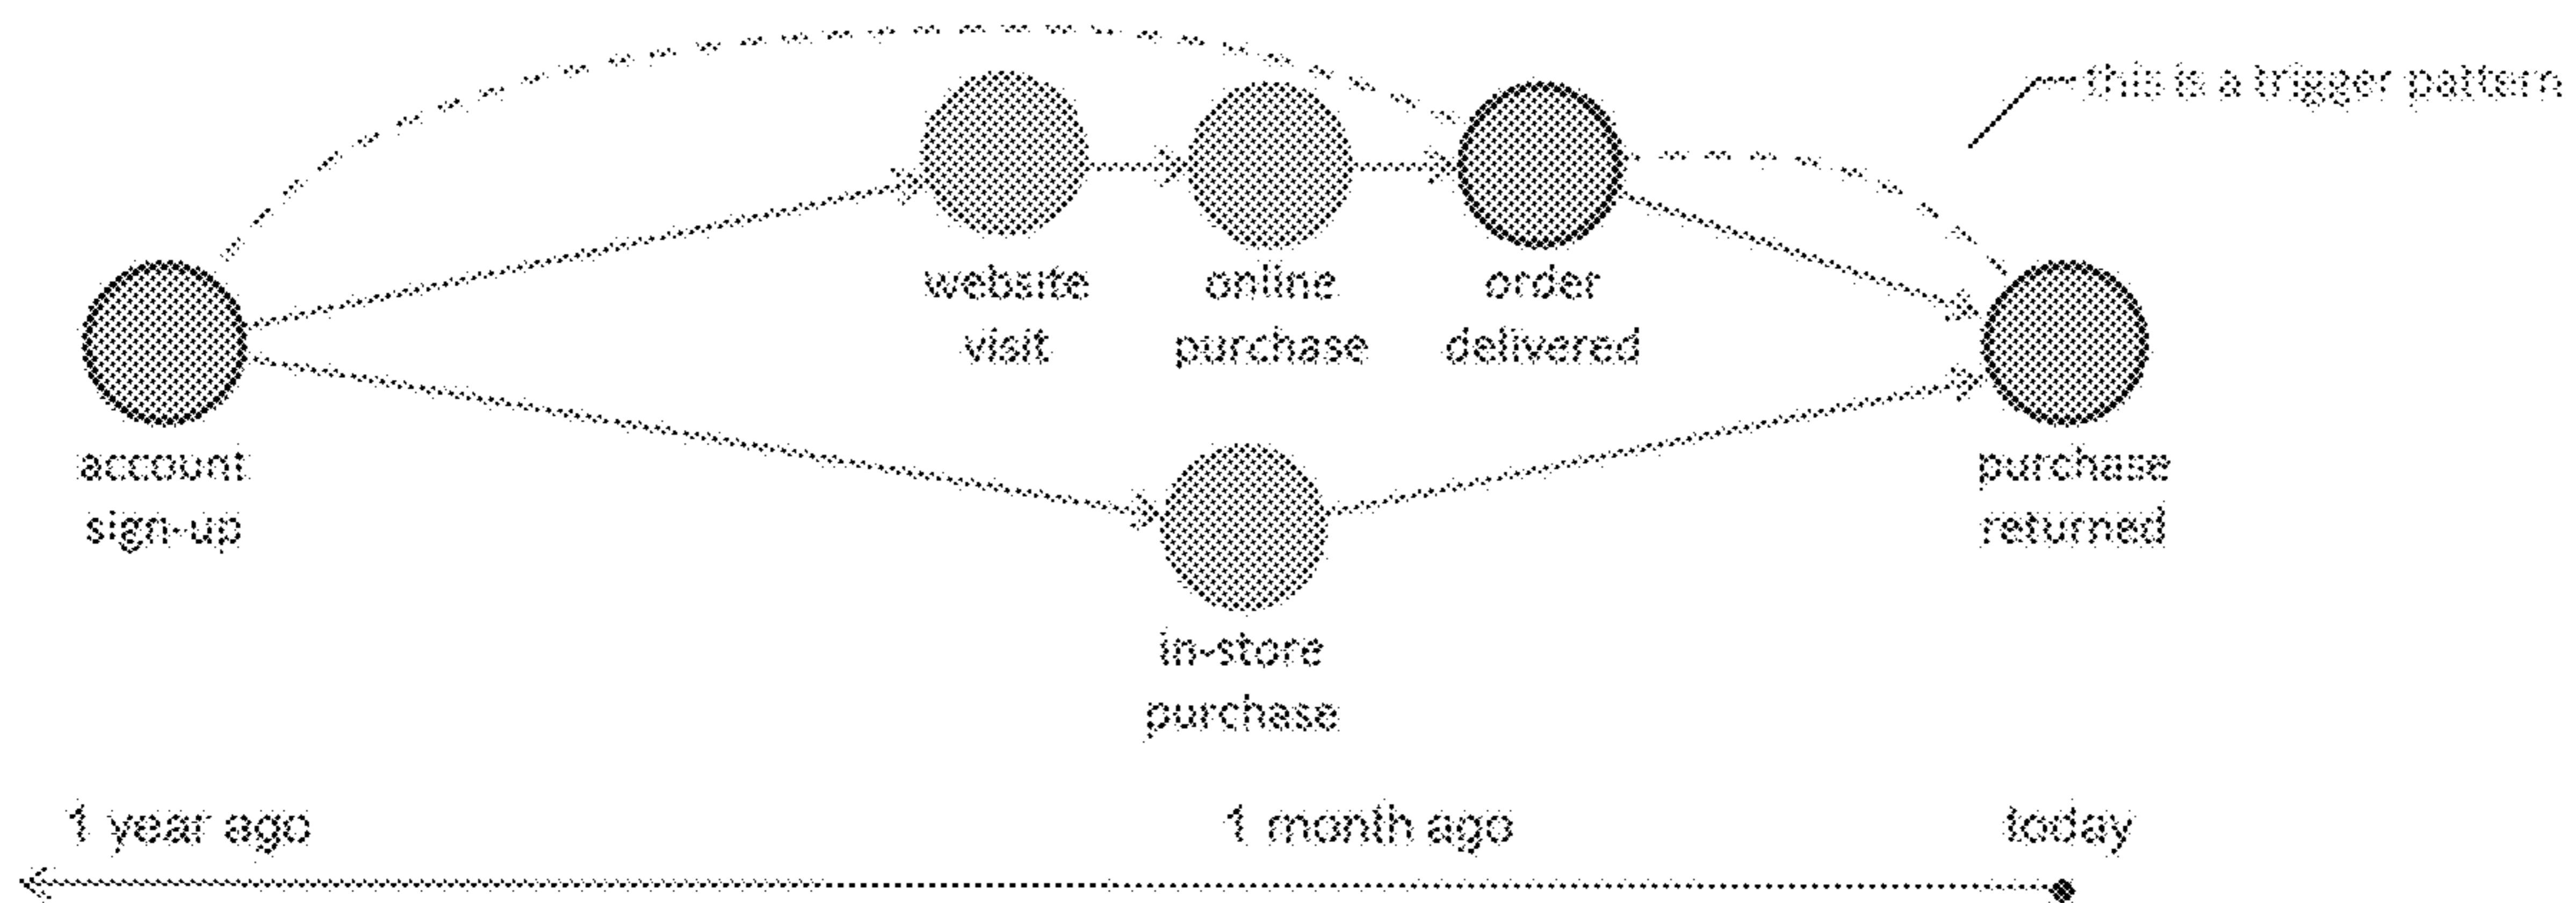 this is a trigger pattern
website
visit
online
purchase
order
delivered
account
sign-up
purchase
returned
in-store
purchase
1 year ago
1 month ago
today